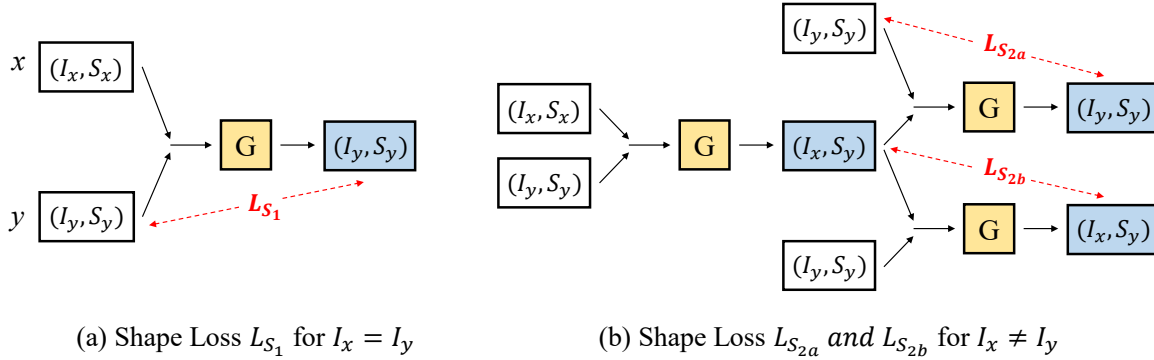 x
(I_x, S_x)
G
(I_y, S_y)
y
(I_y, S_y)
L_{S_1}
(a) Shape Loss L_{S_1} for I_x = I_y
(I_y, S_y)
L_{S_{2a}}
(I_x, S_x)
(I_y, S_y)
G
(I_x, S_y)
G
(I_y, S_y)
L_{S_{2b}}
G
(I_x, S_y)
(I_y, S_y)
(b) Shape Loss L_{S_{2a}} and L_{S_{2b}} for I_x ≠ I_y